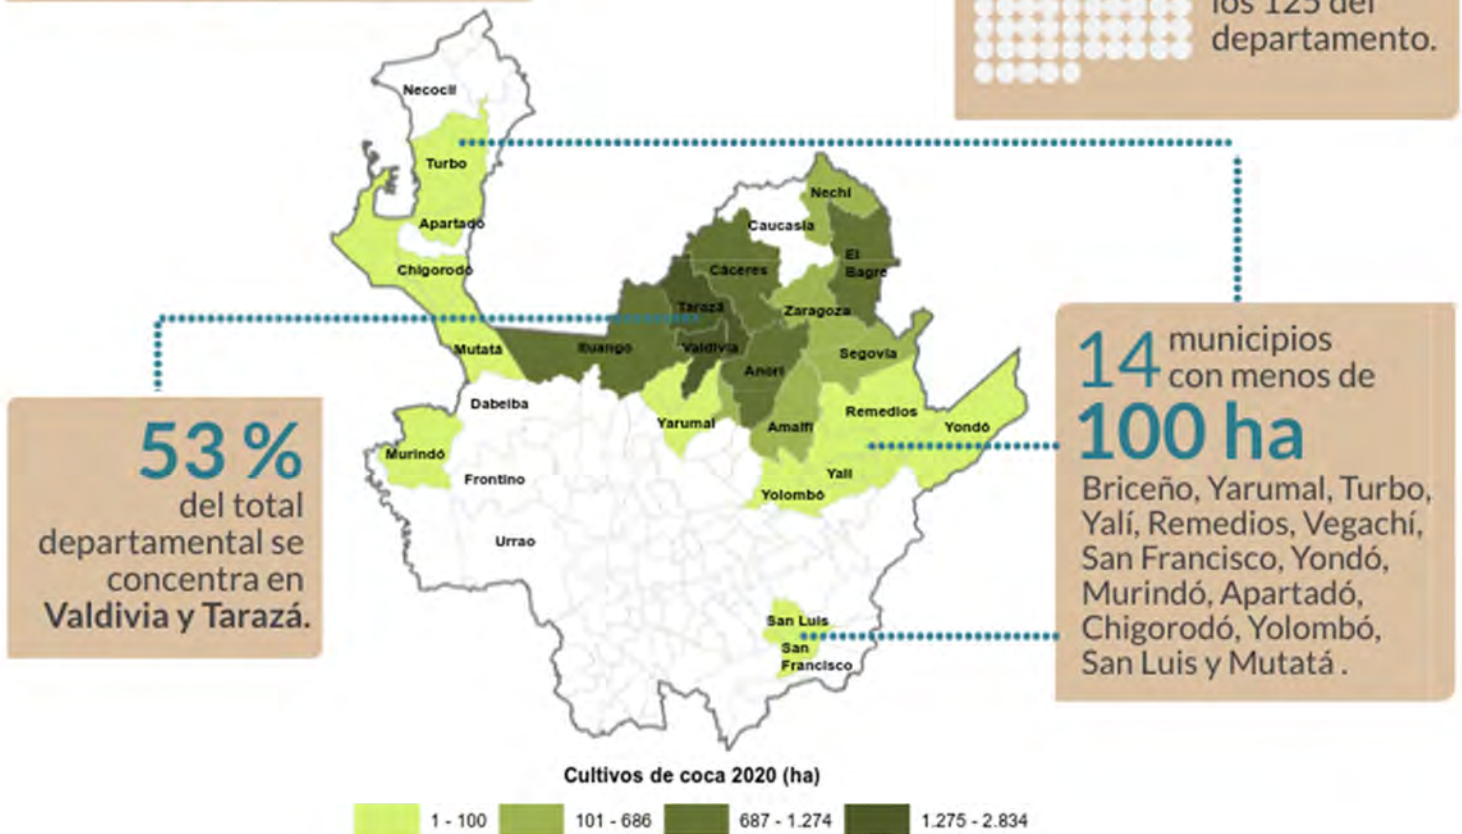 los 125 del
departamento.
Necoclí
Turbo
Apartadó
Chigorodó
Mutatá
Nechí
Caucasia
El
Bagre
Cáceres
Tarazá
Zaragoza
Ituango
Valdivia
Segovia
Anorí
Dabeiba
Yarumal
Amalfi
Remedios
Yondó
Murindó
Frontino
Yalí
Yolombó
Urrao
San Luis
San
Francisco
53 %
del total
departamental se
concentra en
Valdivia y Tarazá.
14 municipios
con menos de
100 ha
Briceño, Yarumal, Turbo,
Yalí, Remedios, Vegachí,
San Francisco, Yondó,
Murindó, Apartadó,
Chigorodó, Yolombó,
San Luis y Mutatá .
Cultivos de coca 2020 (ha)
1 - 100 101 - 686 687 - 1.274 1.275 - 2.834